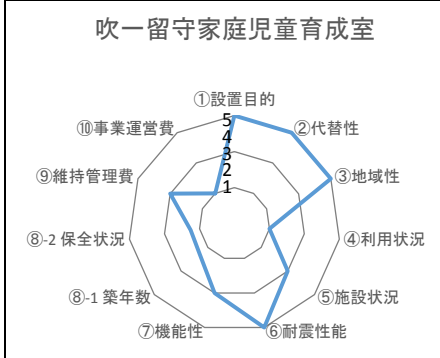 吹一留守家庭児童育成室
①設置目的
②代替性
③地域性
④利用状況
⑤施設状況
⑥耐震性能
⑦機能性
⑧-1 築年数
⑧-2 保全状況
⑨維持管理費
⑩事業運営費
5
4
3
2
1